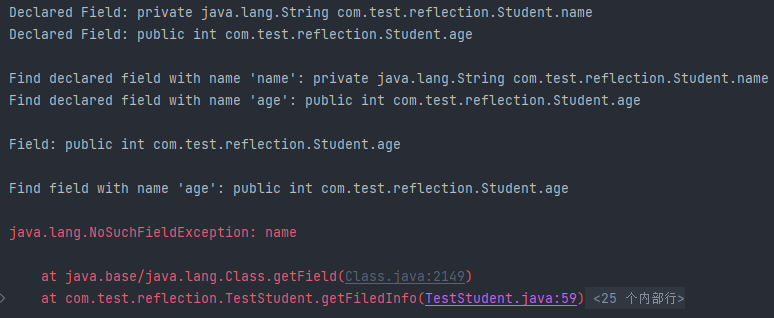 Declared Field: private java.lang.String com.test.reflection.Student.name
Declared Field: public int com.test.reflection.Student.age
Find declared field with name 'name': private java.lang.String com.test.reflection.Student.name
Find declared field with name 'age': public int com.test.reflection.Student.age
Field: public int com.test.reflection.Student.age
Find field with name 'age': public int com.test.reflection.Student.age
java.lang.NoSuchFieldException: name
at java.base/java.lang.Class.getField(Class.java:2149)
at com.test.reflection.TestStudent.getFiledInfo(TestStudent.java:59) <25 个内部行>